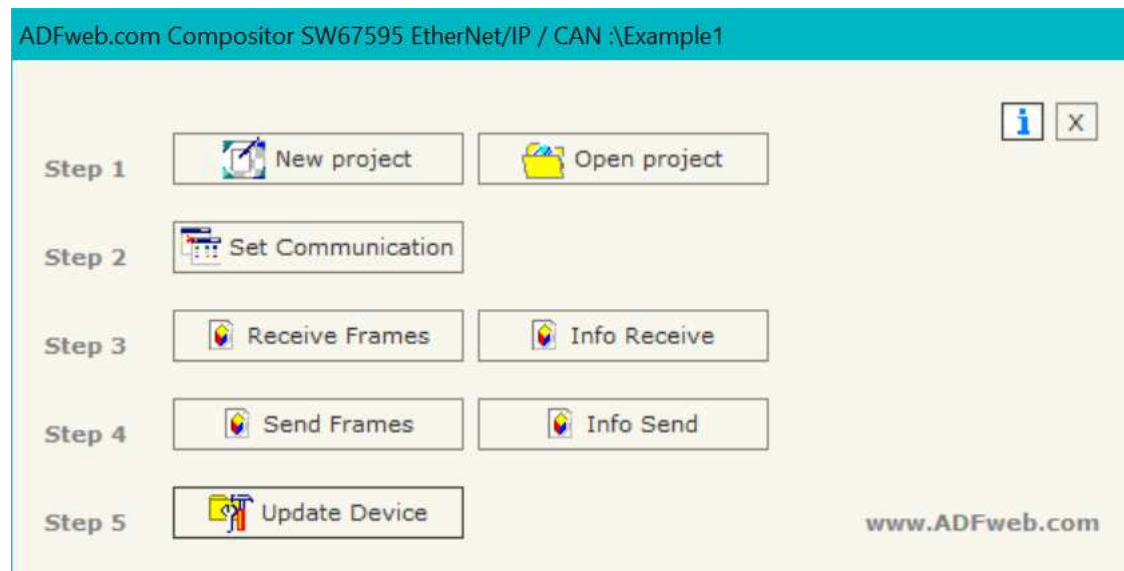 ADFweb.com Compositor SW67595 EtherNet/IP / CAN :\Example1
i X
Step 1 New project Open project
Step 2 Set Communication
Step 3 Receive Frames Info Receive
Step 4 Send Frames Info Send
Step 5 Update Device www.ADFweb.com